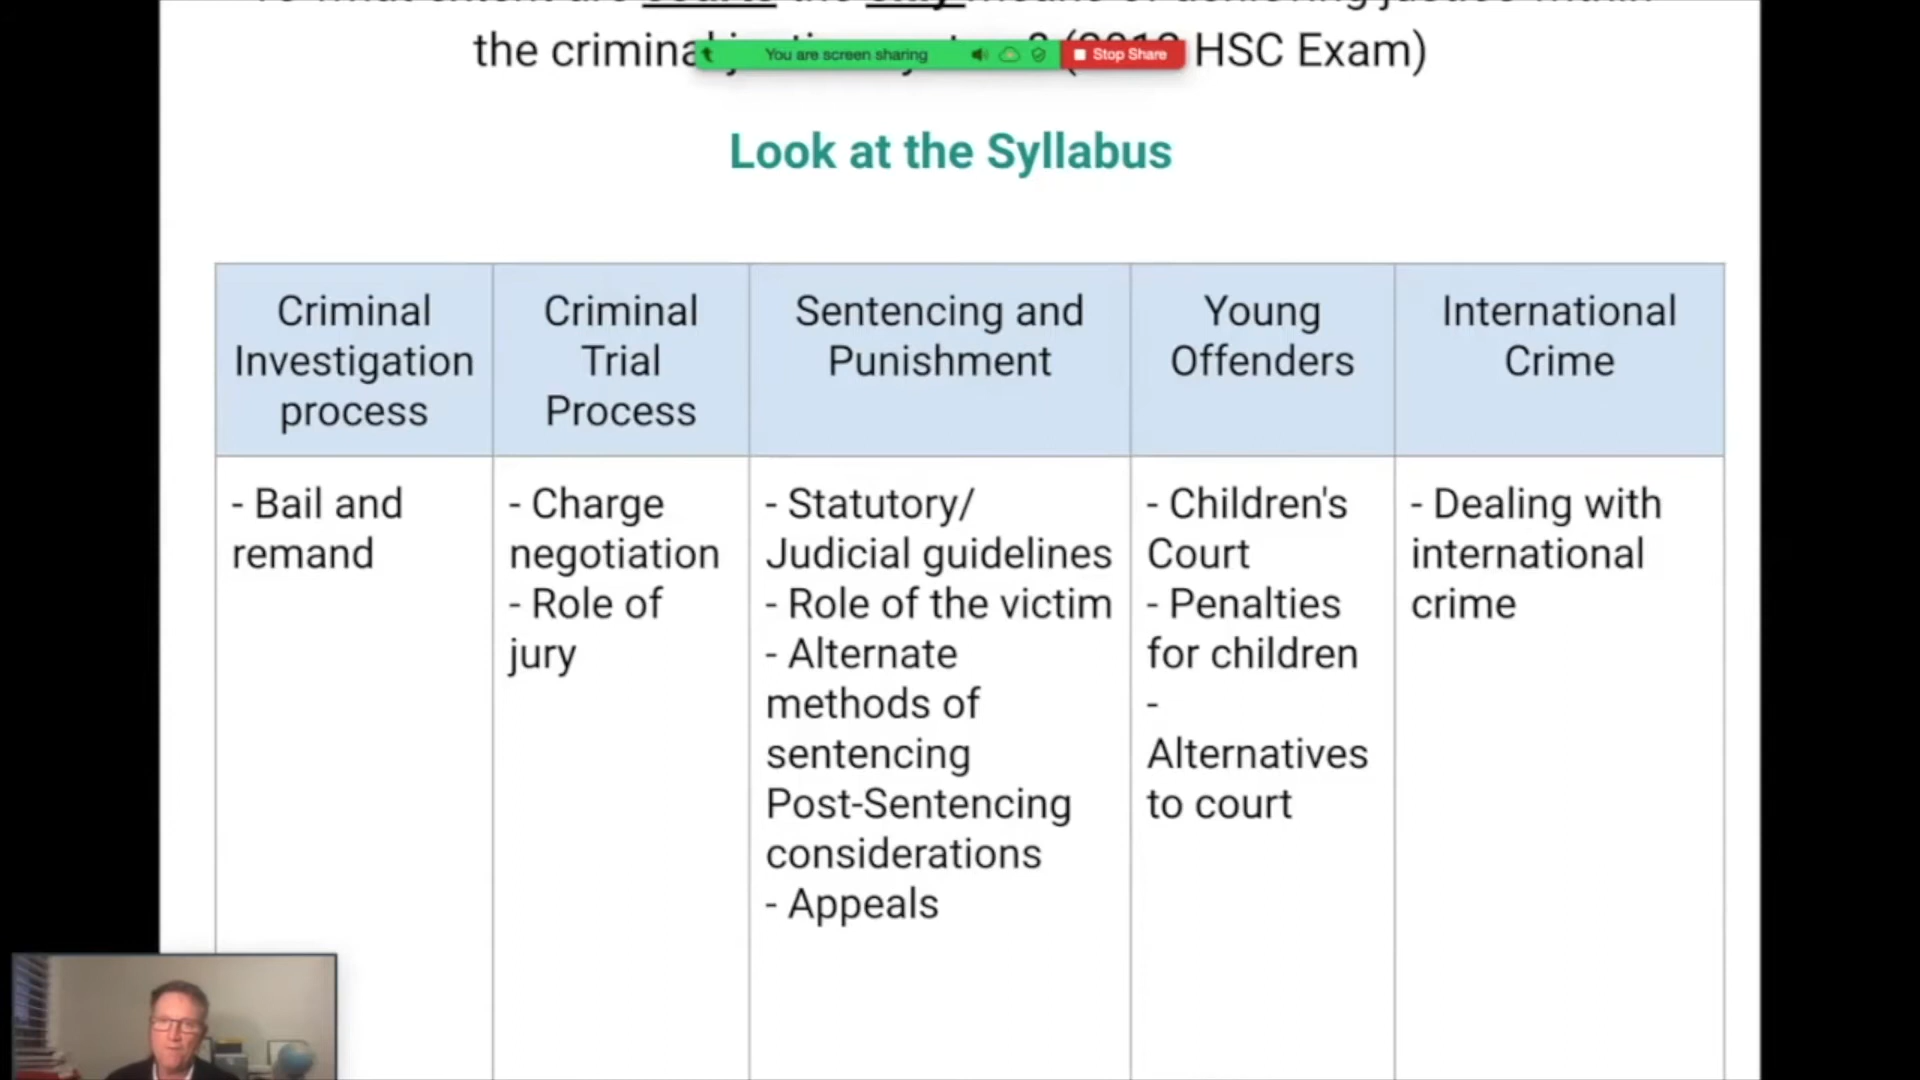 the criminal
HSC Exam)
You are screen sharing
Stop Share
Look at the Syllabus
Criminal
Investigation
process
Criminal
Trial
Process
Sentencing and
Punishment
Young
Offenders
International
Crime
- Bail and
remand
- Charge
negotiation
- Role of
jury
- Statutory/
Judicial guidelines
- Role of the victim
- Alternate
methods of
sentencing
Post-Sentencing
considerations
- Appeals
- Children's
Court
- Penalties
for children
-
Alternatives
to court
- Dealing with
international
crime